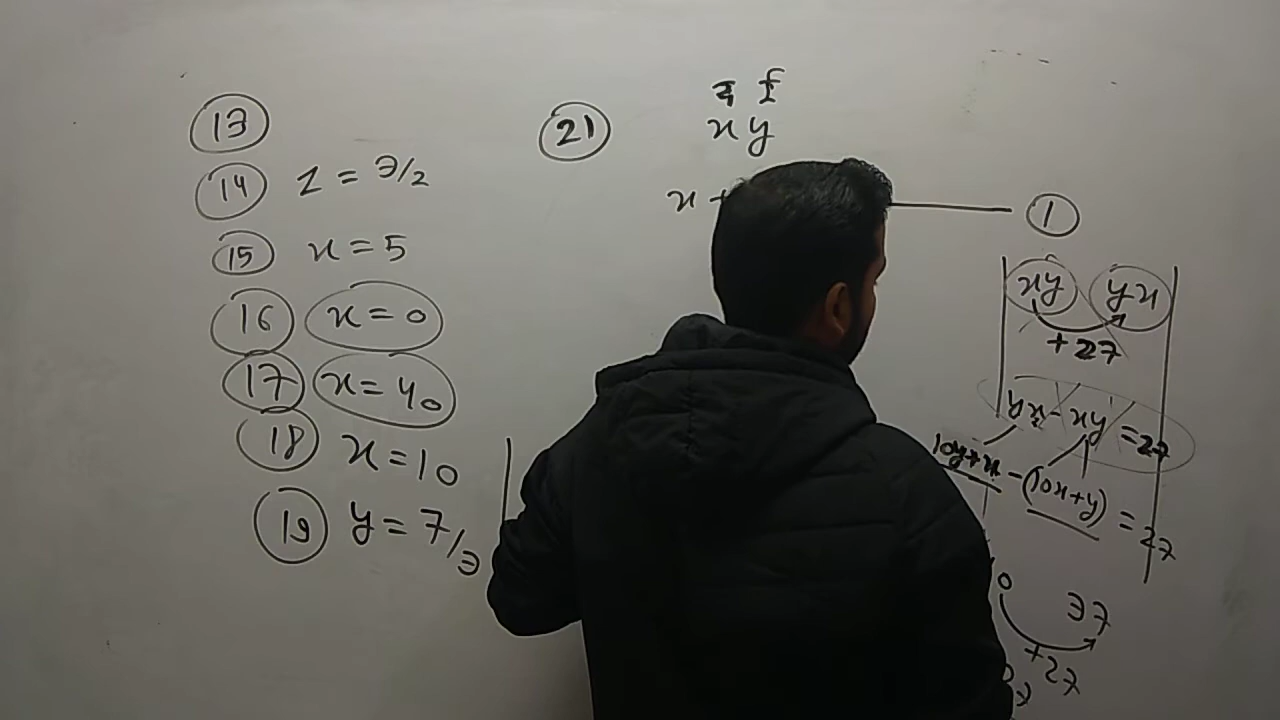 13
14 z = 3/2
15 x = 5
16 x = 0
17 x = 40
18 x = 10
19 y = 7/3
21
द इ
x y
x +
1
xy yx
+ 27
yx - xy = 27
10y + x - (10x + y) = 27
0 37
+27